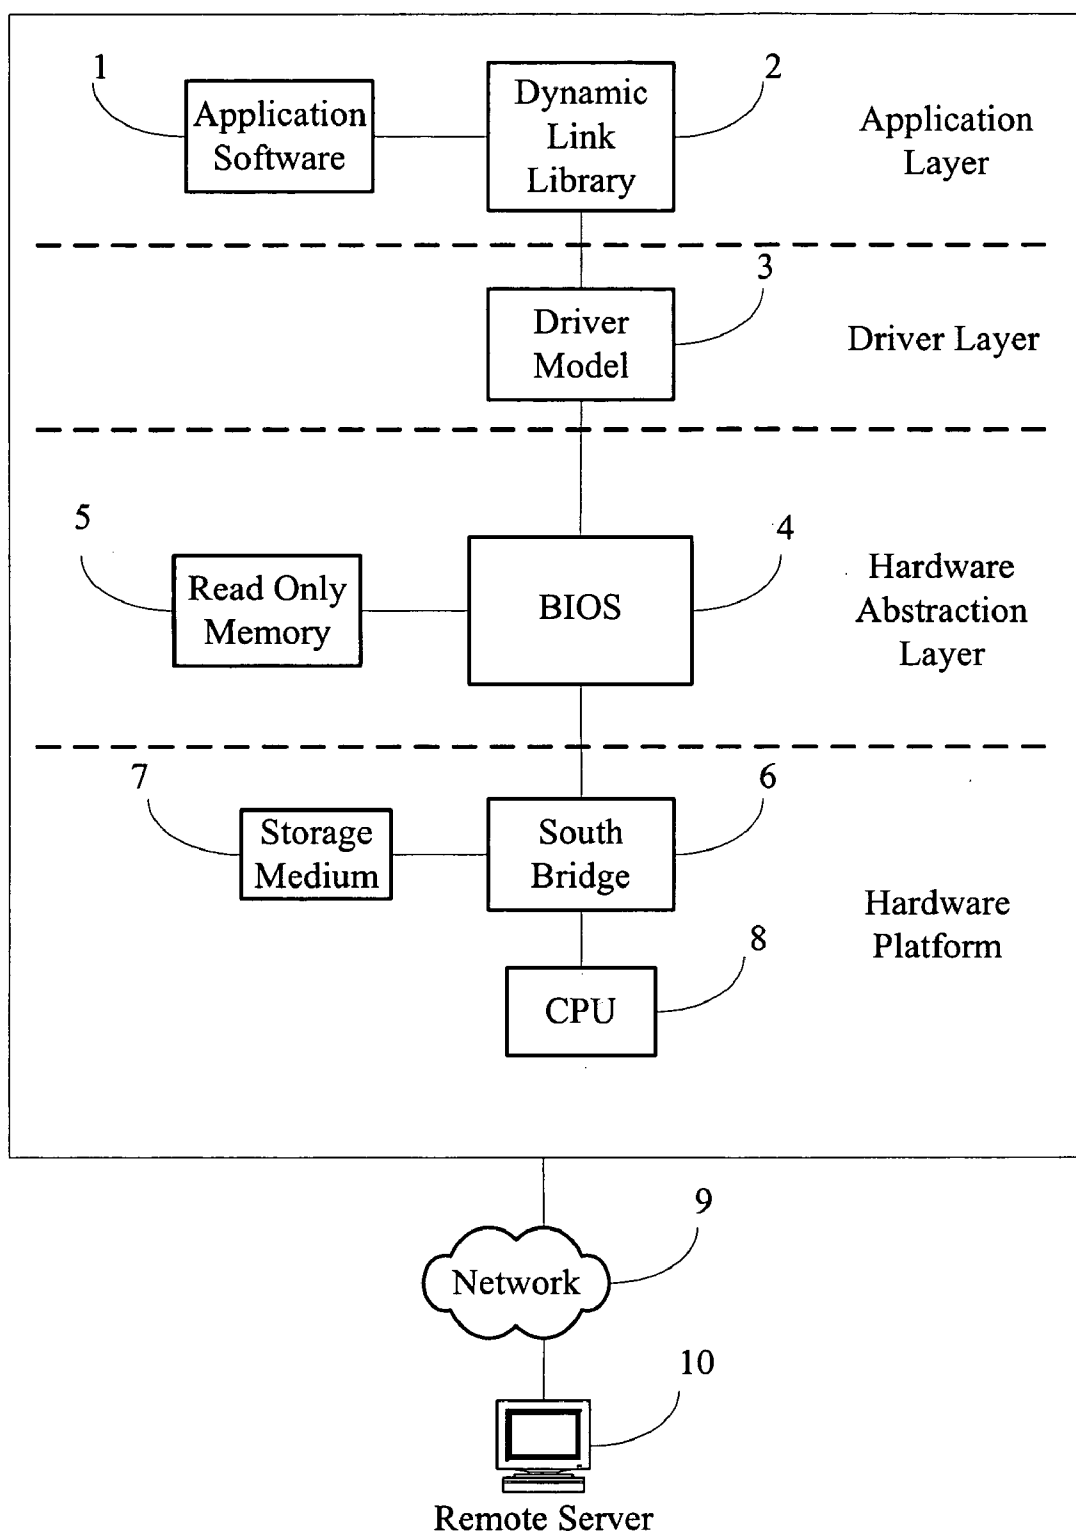 1
Application
Software
Dynamic
Link
Library
2
Application
Layer
3
Driver
Model
Driver Layer
5
Read Only
Memory
BIOS
4
Hardware
Abstraction
Layer
7
Storage
Medium
South
Bridge
6
Hardware
Platform
8
CPU
9
Network
10
Remote Server